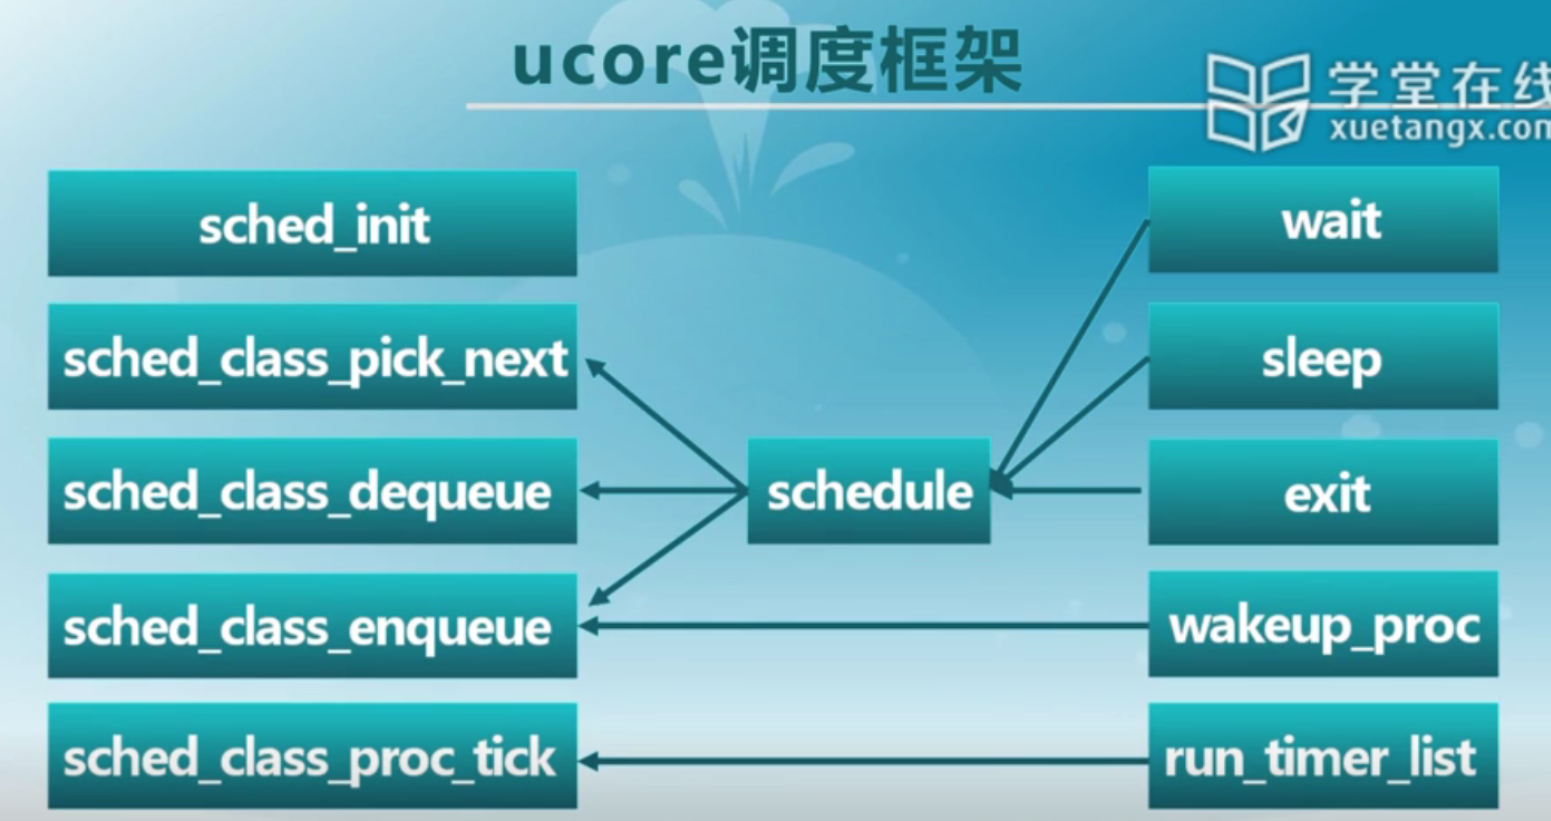 ucore调度框架
学堂在线
xuetangx.com
sched_init
wait
sched_class_pick_next
sleep
sched_class_dequeue
schedule
exit
sched_class_enqueue
wakeup_proc
sched_class_proc_tick
run_timer_list